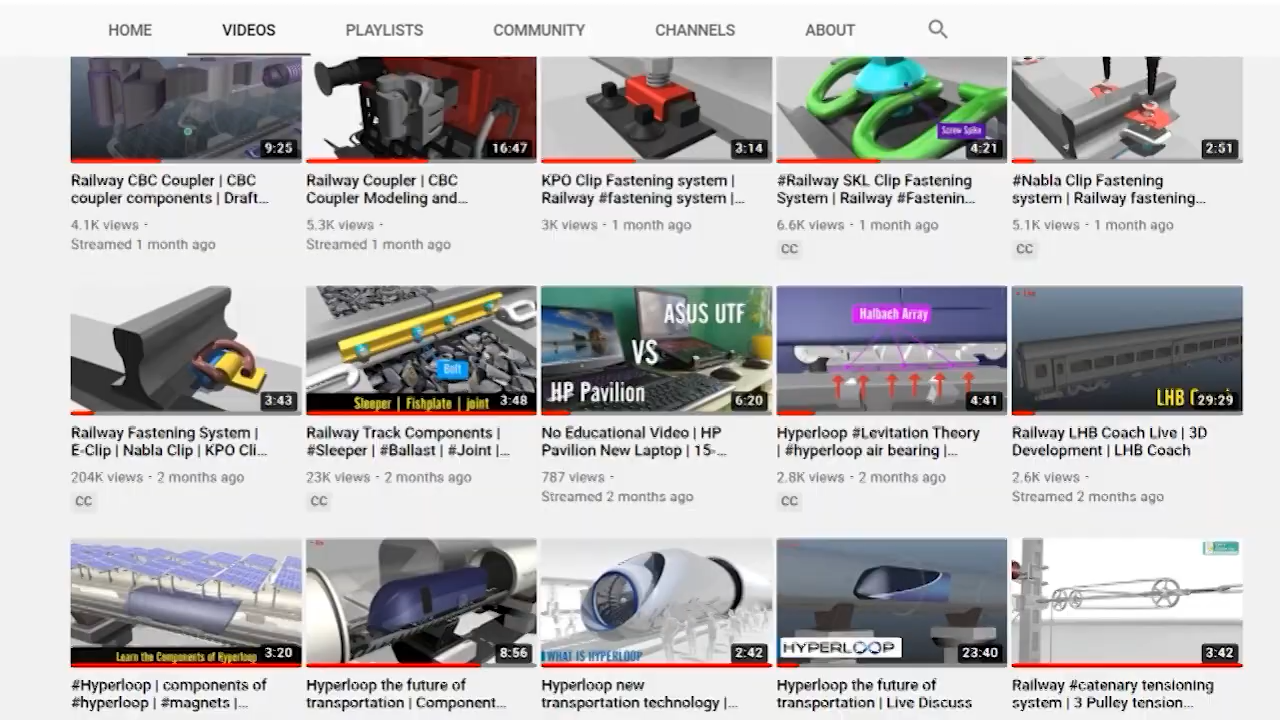 HOME VIDEOS PLAYLISTS COMMUNITY CHANNELS ABOUT
9:25
16:47
3:14
Screw Spike
4:21
2:51
Railway CBC Coupler | CBC
coupler components | Draft...
4.1K views ·
Streamed 1 month ago
Railway Coupler | CBC
Coupler Modeling and...
5.3K views ·
Streamed 1 month ago
KPO Clip Fastening system |
Railway #fastening system |...
3K views · 1 month ago
#Railway SKL Clip Fastening
System | Railway #Fastenin...
6.6K views · 1 month ago
CC
#Nabla Clip Fastening
system | Railway fastening...
5.1K views · 1 month ago
CC
3:43
Bolt
Sleeper | Fishplate | joint
3:48
ASUS UTF
VS
HP Pavilion
6:20
Halbach Array
4:41
LHB
29:29
Railway Fastening System |
E-Clip | Nabla Clip | KPO Cli...
204K views · 2 months ago
CC
Railway Track Components |
#Sleeper | #Ballast | #Joint |...
23K views · 2 months ago
CC
No Educational Video | HP
Pavilion New Laptop | 15-...
787 views ·
Streamed 2 months ago
Hyperloop #Levitation Theory
| #hyperloop air bearing |...
2.8K views · 2 months ago
CC
Railway LHB Coach Live | 3D
Development | LHB Coach
2.6K views ·
Streamed 2 months ago
Learn the Components of Hyperloop
3:20
8:56
WHAT IS HYPERLOOP
2:42
HYPERLOOP
23:40
3:42
#Hyperloop | components of
#hyperloop | #magnets |...
Hyperloop the future of
transportation | Component...
Hyperloop new
transportation technology |...
Hyperloop the future of
transportation | Live Discuss
Railway #catenary tensioning
system | 3 Pulley tension...